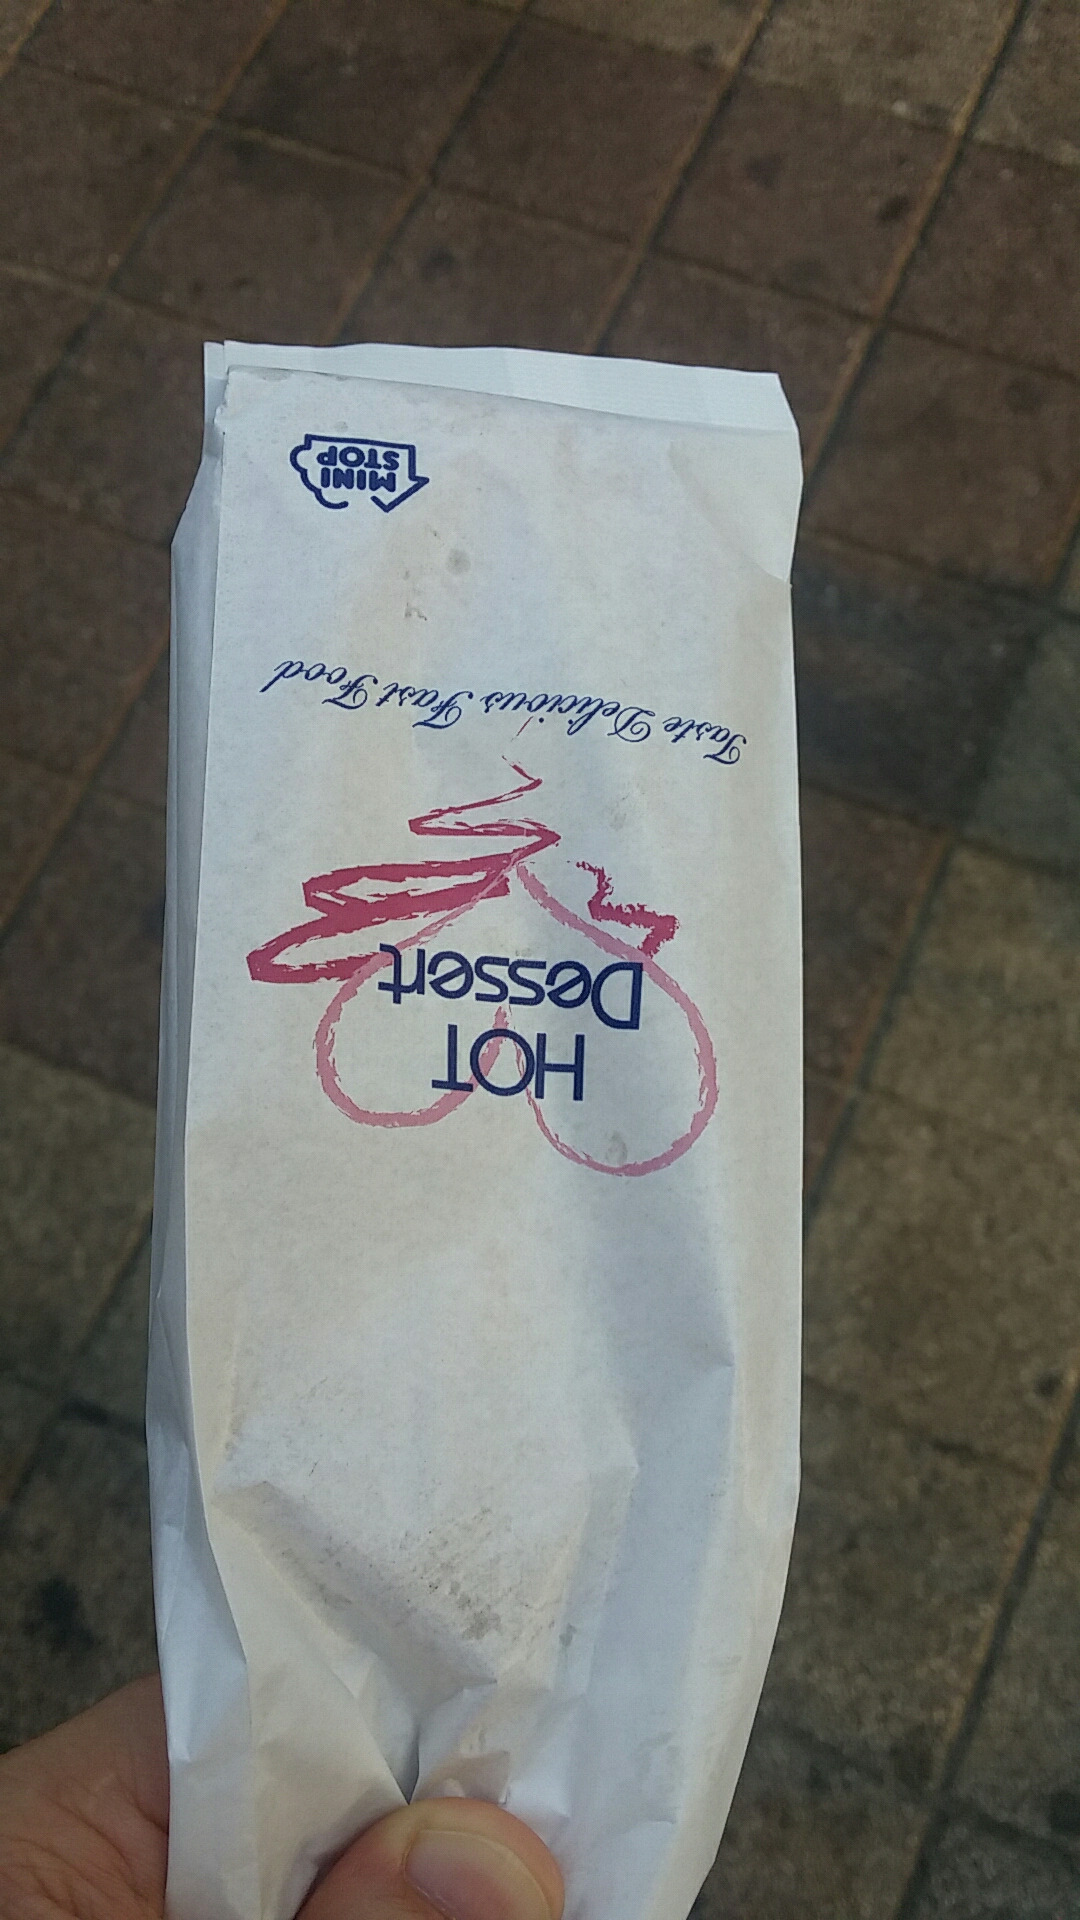 HOT
Dessert
Taste Delicious Fast Food
MINI
STOP